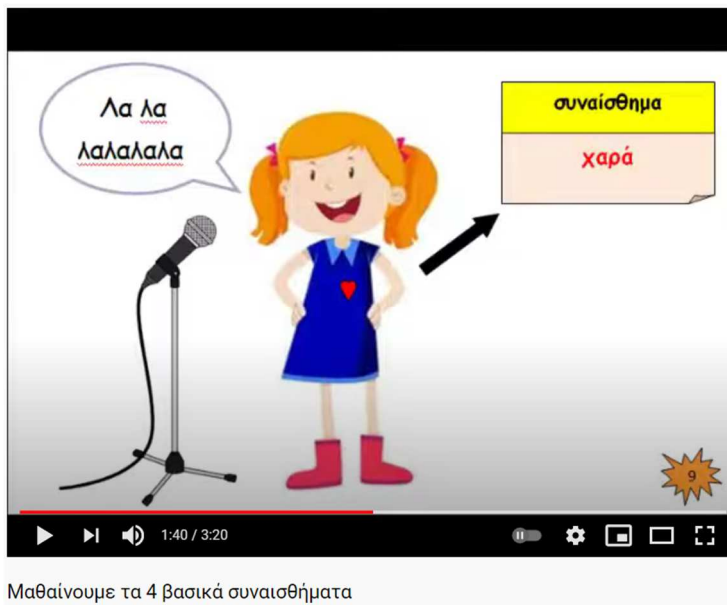 Λα λα
λαλαλαλα
συναίσθημα
χαρά
9
1:40 / 3:20
Μαθαίνουμε τα 4 βασικά συναισθήματα